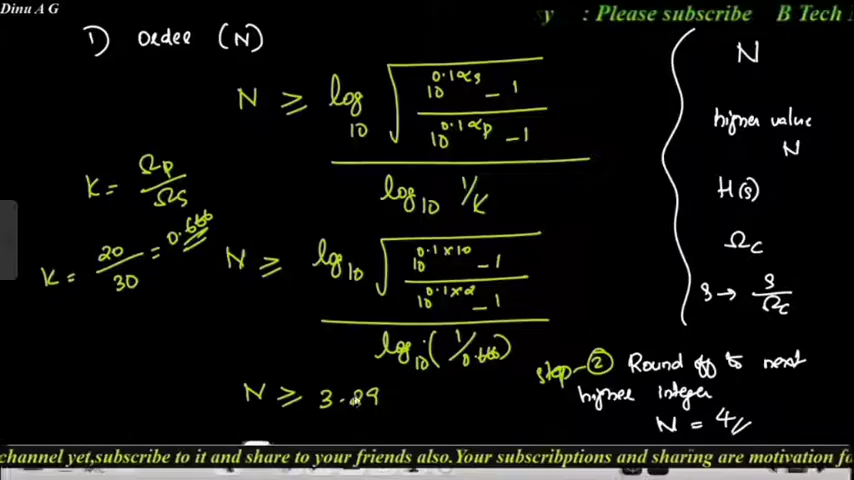 Dinu A G
sy : Please subscribe B Tech
1) Order (N)
N ≥ log₁₀ √((10^(0.1αs) − 1) / (10^(0.1αp) − 1)) / log₁₀ 1/K
K = Ωp/Ωs
K = 20/30 = 0.666
N ≥ log₁₀ √((10^(0.1×10) − 1) / (10^(0.1×2) − 1)) / log₁₀ (1/0.666)
N ≥ 3.89
N
higher value
N
H(s)
Ωc
s → s/Ωc
step-2 Round off to next
higher integer
N = 4//
channel yet,subscribe to it and share to your friends also.Your subscribptions and sharing are motivation fo